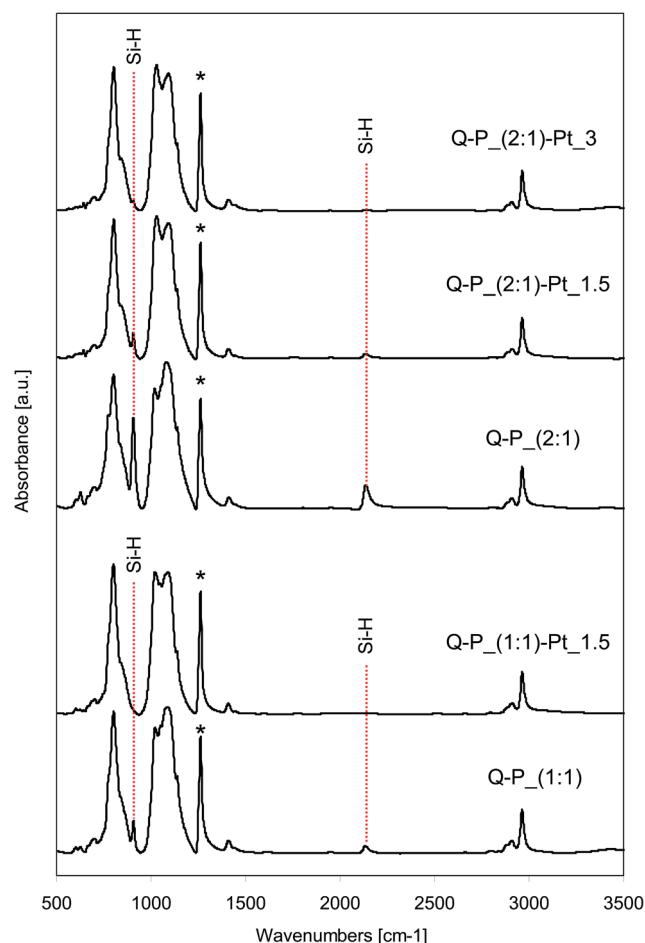 Si-H
*
Si-H
Q-P_(2:1)-Pt_3
*
Q-P_(2:1)-Pt_1.5
*
Q-P_(2:1)
Si-H
*
Si-H
Q-P_(1:1)-Pt_1.5
*
Q-P_(1:1)
Absorbance [a.u.]
500 1000 1500 2000 2500 3000 3500
Wavenumbers [cm-1]